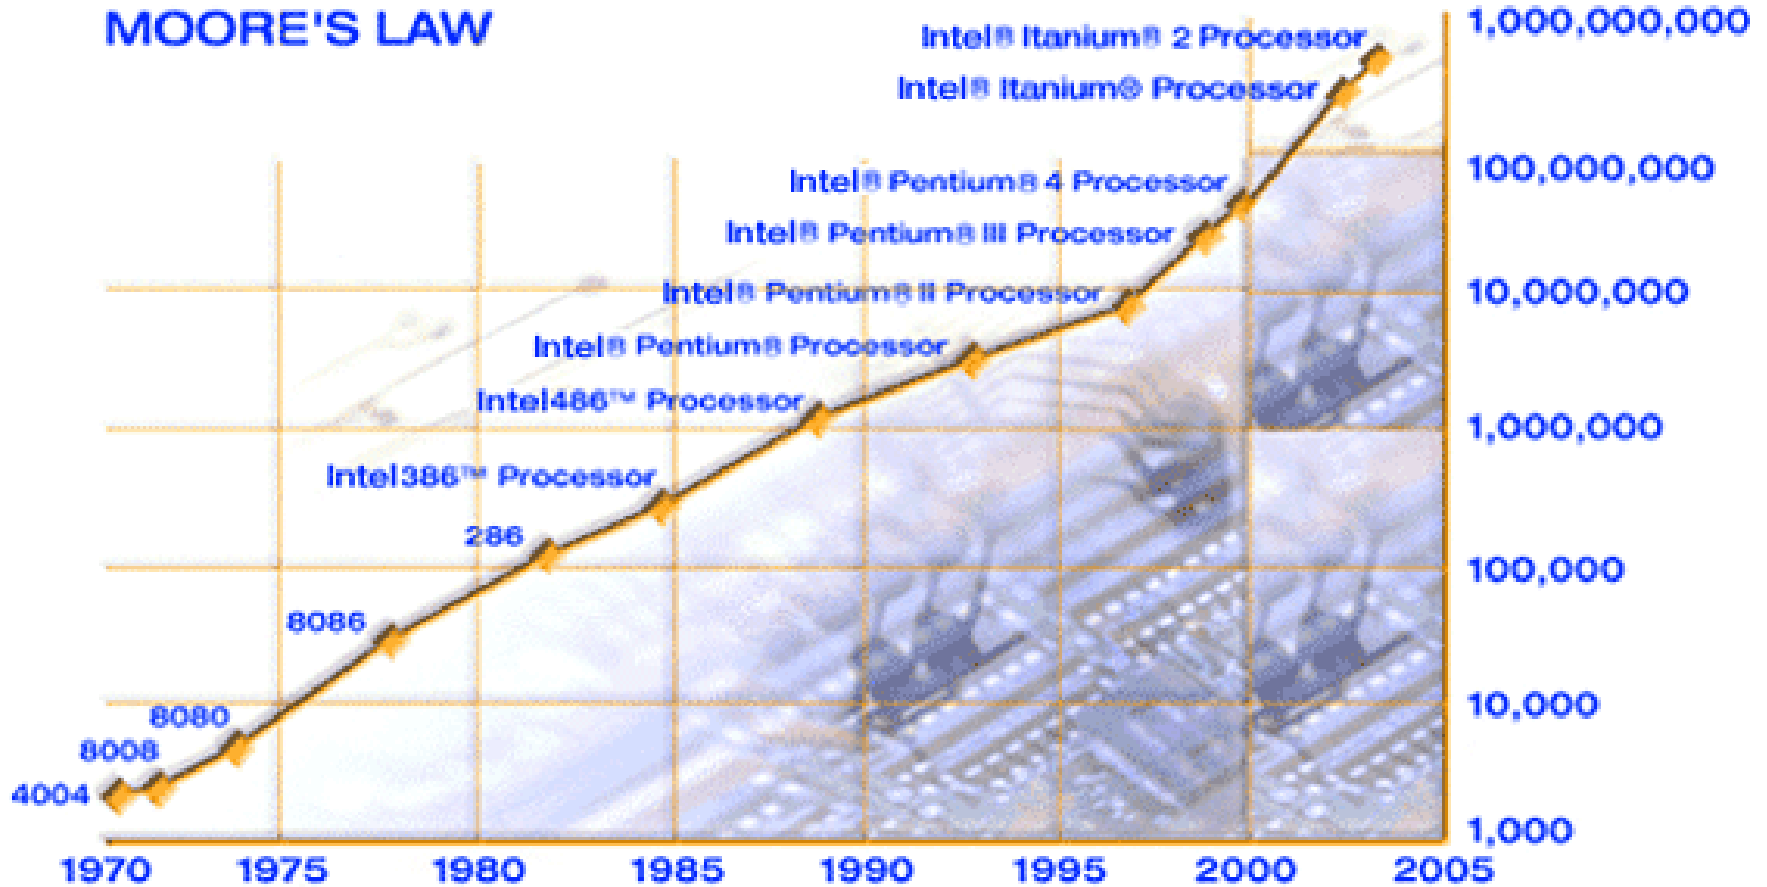 MOORE'S LAW
Intel® Itanium® 2 Processor
1,000,000,000
Intel® Itanium® Processor
100,000,000
Intel® Pentium® 4 Processor
Intel® Pentium® III Processor
Intel® Pentium® II Processor
10,000,000
Intel® Pentium® Processor
Intel486™ Processor
1,000,000
Intel386™ Processor
286
100,000
8086
8080
10,000
8008
4004
1,000
1970 1975 1980 1985 1990 1995 2000 2005